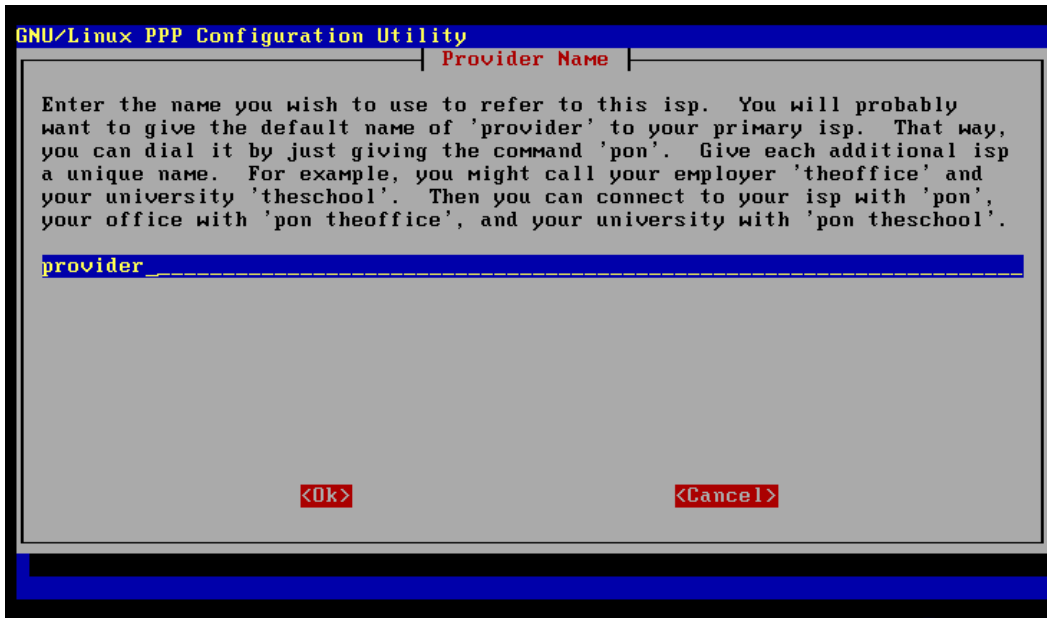 GNU/Linux PPP Configuration Utility
Provider Name
Enter the name you wish to use to refer to this isp.  You will probably
want to give the default name of 'provider' to your primary isp.  That way,
you can dial it by just giving the command 'pon'.  Give each additional isp
a unique name.  For example, you might call your employer 'theoffice' and
your university 'theschool'.  Then you can connect to your isp with 'pon',
your office with 'pon theoffice', and your university with 'pon theschool'.
provider____________________________________________________________________
<Ok> <Cancel>